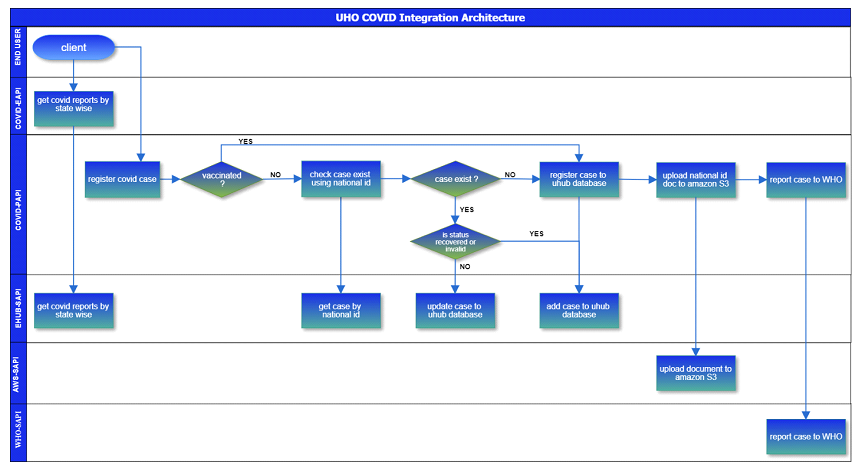 UHO COVID Integration Architecture
END USER
client
COVID-EAPI
get covid reports by
state wise
COVID-PAPI
YES
register covid case
vaccinated
?
NO
check case exist
using national id
case exist ?
NO
register case to
uhub database
upload national id
doc to amazon S3
report case to WHO
YES
is status
recovered or
invalid
YES
NO
EHUB-SAPI
get covid reports by
state wise
get case by
national id
update case to
uhub database
add case to uhub
database
AWS-SAPI
upload document to
amazon S3
WHO-SAPI
report case to WHO